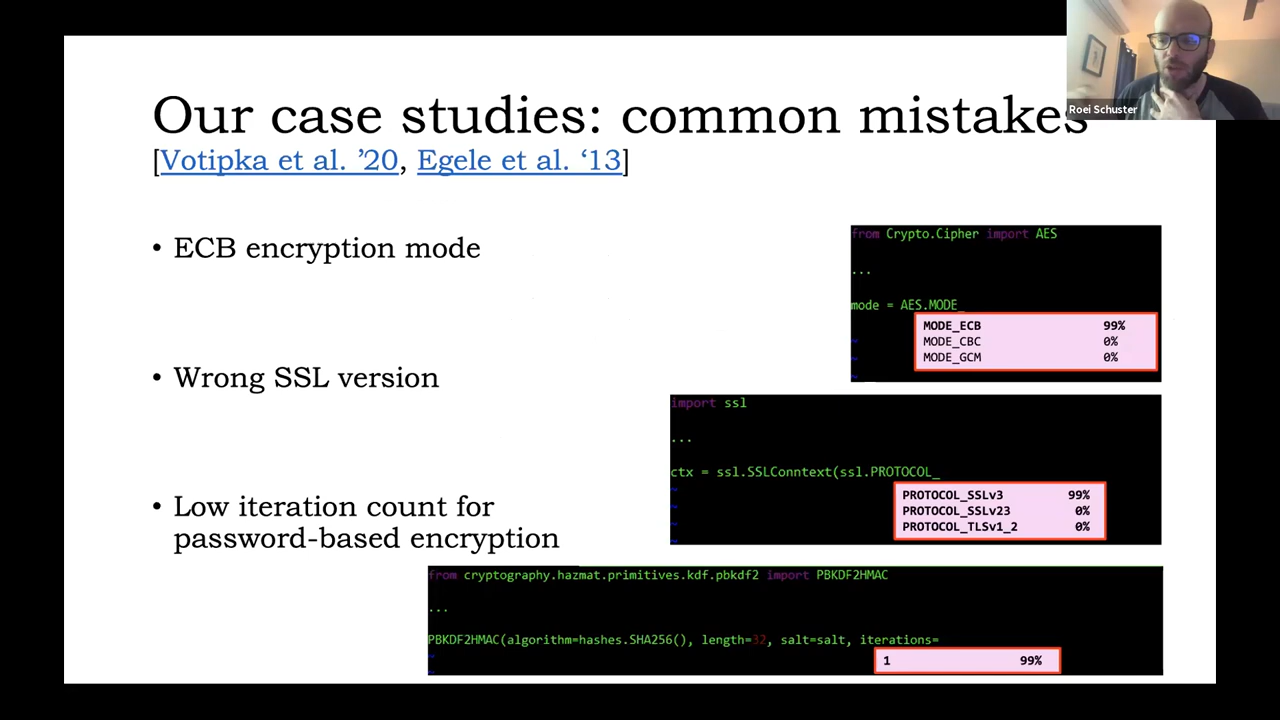 Roei Schuster
Our case studies: common mistakes
[Votipka et al. ’20, Egele et al. ‘13]
• ECB encryption mode
from Crypto.Cipher import AES
...
mode = AES.MODE_
MODE_ECB 99%
MODE_CBC 0%
MODE_GCM 0%
~
~
~
• Wrong SSL version
import ssl
...
ctx = ssl.SSLConntext(ssl.PROTOCOL_
PROTOCOL_SSLv3 99%
PROTOCOL_SSLv23 0%
PROTOCOL_TLSv1_2 0%
~
~
~
~
• Low iteration count for
password-based encryption
from cryptography.hazmat.primitives.kdf.pbkdf2 import PBKDF2HMAC
...
PBKDF2HMAC(algorithm=hashes.SHA256(), length=32, salt=salt, iterations=
1 99%
~
~